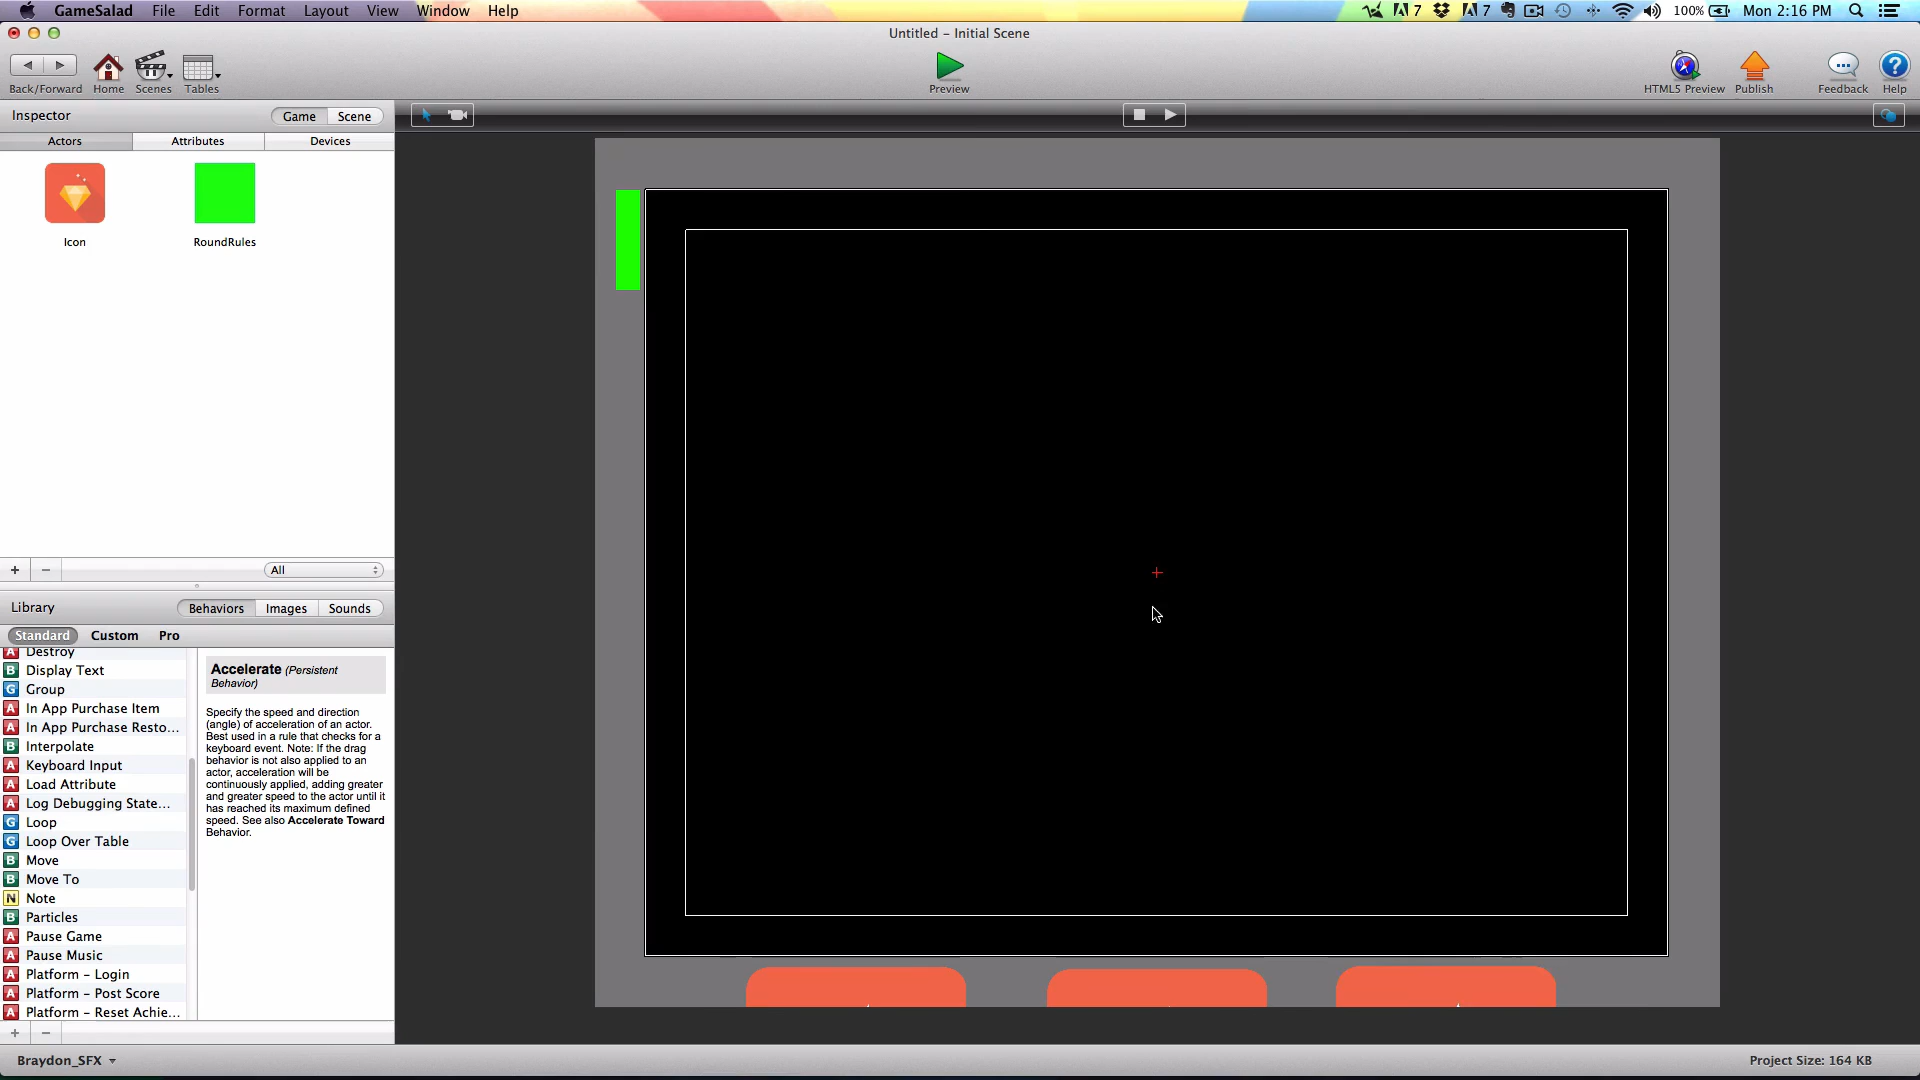 GameSalad File Edit Format Layout View Window Help
7 7 100% Mon 2:16 PM
Untitled – Initial Scene
Back/Forward Home Scenes Tables Preview HTML5 Preview Publish Feedback Help
Inspector Game Scene
Actors Attributes Devices
Icon RoundRules
+ − All
Library Behaviors Images Sounds
Standard Custom Pro
Destroy
Display Text
Group
In App Purchase Item
In App Purchase Resto...
Interpolate
Keyboard Input
Load Attribute
Log Debugging State...
Loop
Loop Over Table
Move
Move To
Note
Particles
Pause Game
Pause Music
Platform – Login
Platform – Post Score
Platform – Reset Achie...
Accelerate (Persistent
Behavior)
Specify the speed and direction
(angle) of acceleration of an actor.
Best used in a rule that checks for a
keyboard event. Note: If the drag
behavior is not also applied to an
actor, acceleration will be
continuously applied, adding greater
and greater speed to the actor until it
has reached its maximum defined
speed. See also Accelerate Toward
Behavior.
+ −
Braydon_SFX
Project Size: 164 KB